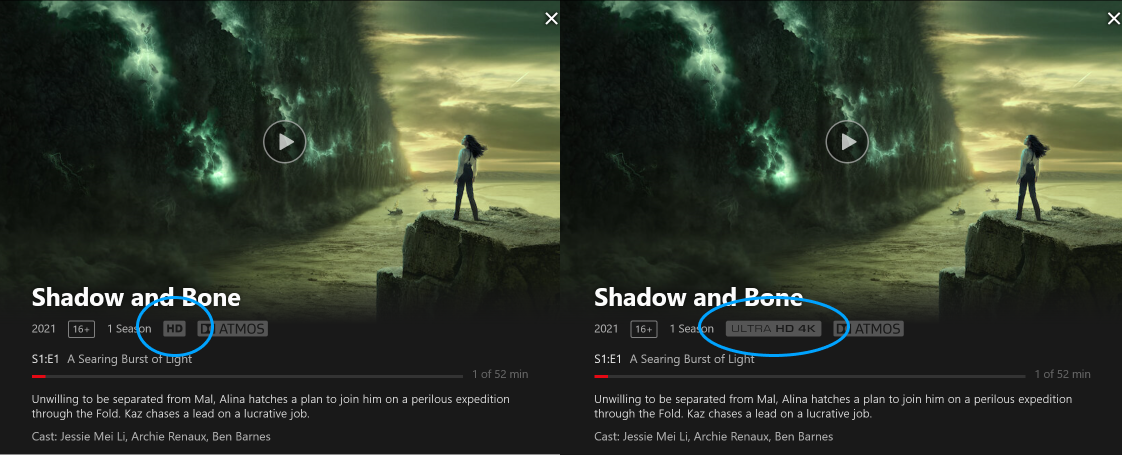 Shadow and Bone
2021 16+ 1 Season HD ATMOS
S1:E1 A Searing Burst of Light
1 of 52 min
Unwilling to be separated from Mal, Alina hatches a plan to join him on a perilous expedition
through the Fold. Kaz chases a lead on a lucrative job.
Cast: Jessie Mei Li, Archie Renaux, Ben Barnes
Shadow and Bone
2021 16+ 1 Season ULTRA HD 4K ATMOS
S1:E1 A Searing Burst of Light
1 of 52 min
Unwilling to be separated from Mal, Alina hatches a plan to join him on a perilous expedition
through the Fold. Kaz chases a lead on a lucrative job.
Cast: Jessie Mei Li, Archie Renaux, Ben Barnes